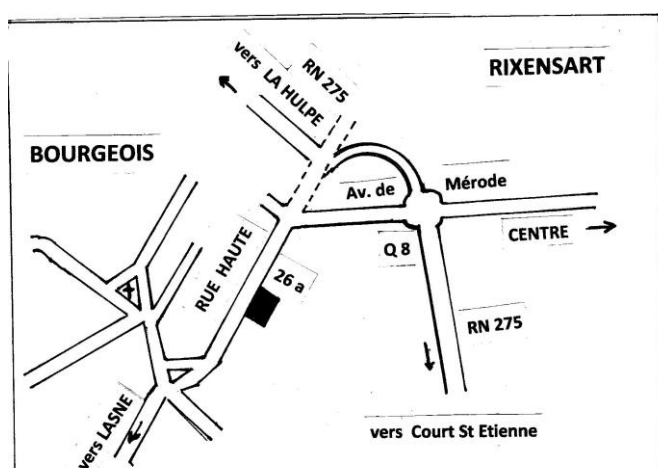 RIXENSART
RN 275
vers LA HULPE
BOURGEOIS
Av. de
Mérode
RUE HAUTE
CENTRE
Q 8
26 a
RN 275
vers LASNE
vers Court St Etienne